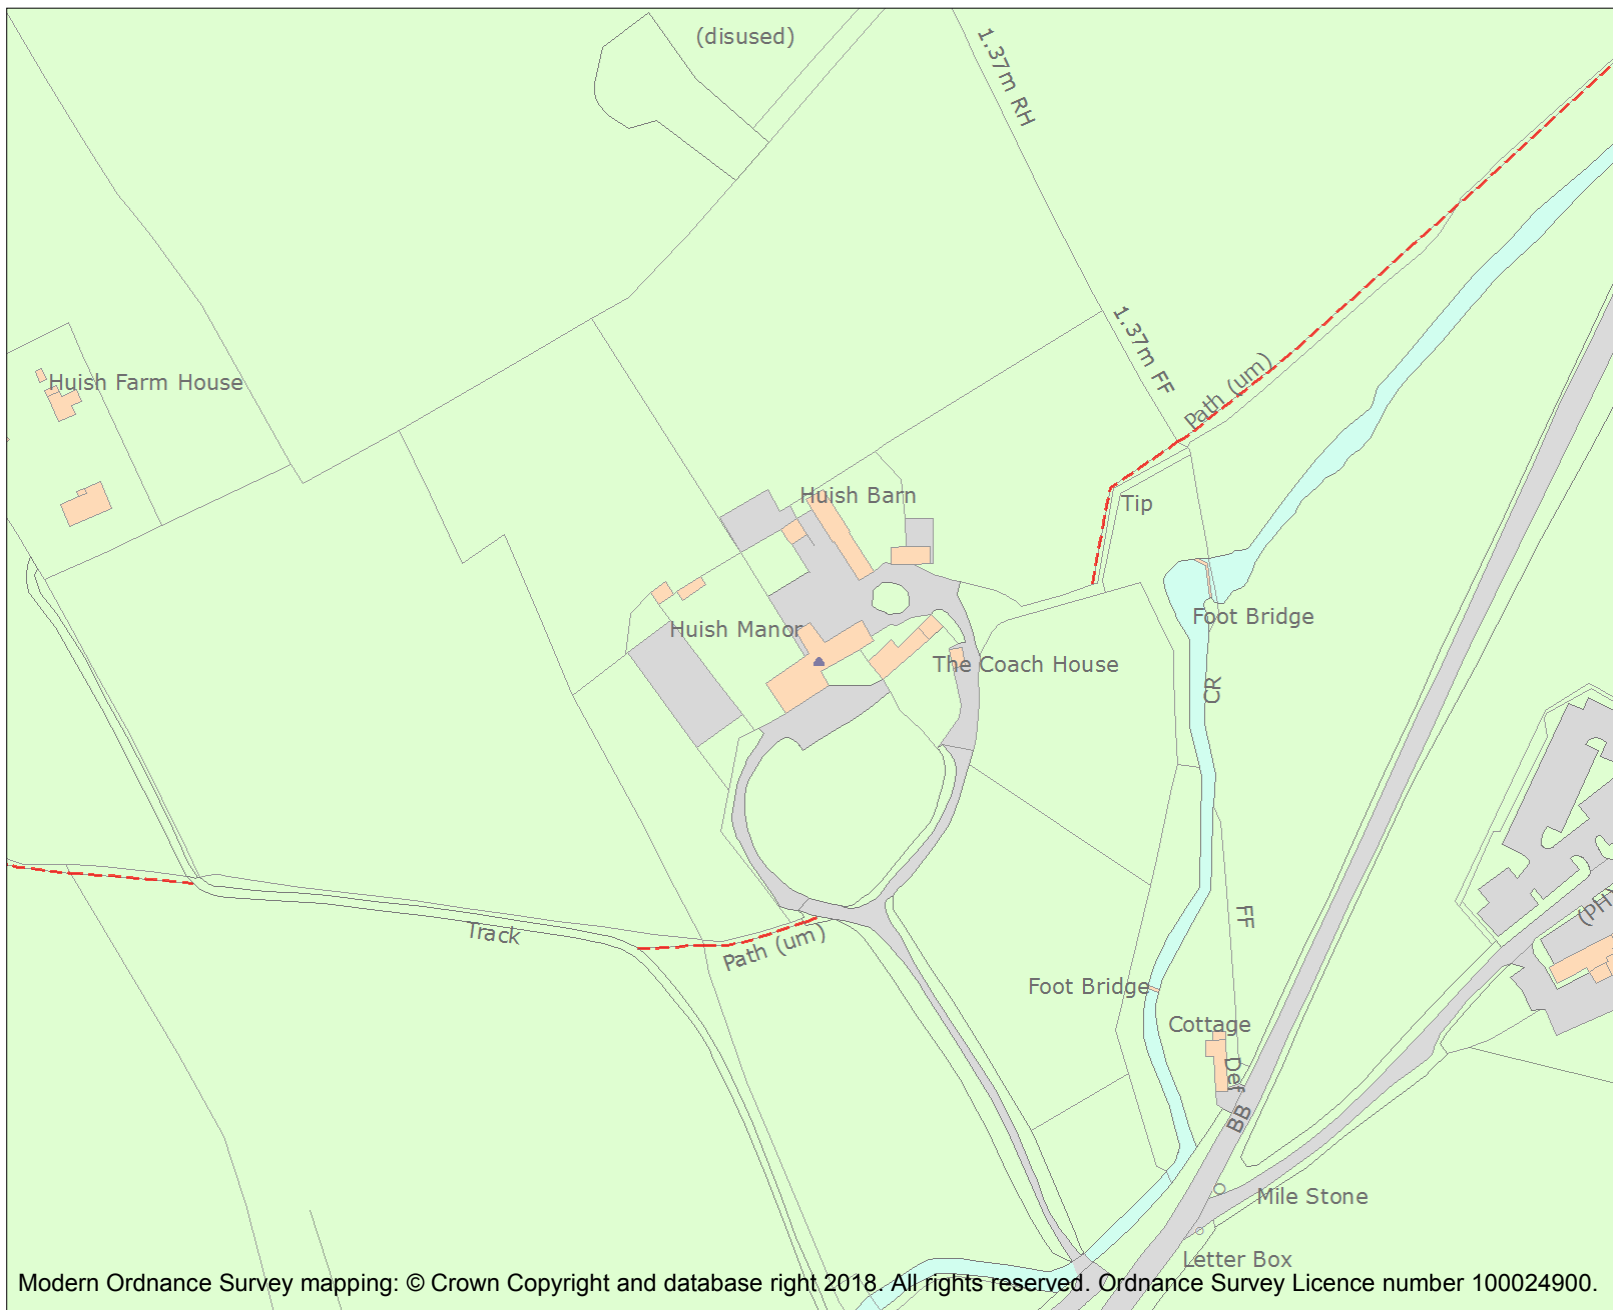 (disused)
1.37m RH
1.37m FF
Path (um)
Huish Farm House
Huish Barn
Tip
Foot Bridge
Huish Manor
The Coach House
CR
FF
(PH)
Track
Path (um)
Foot Bridge
Cottage
Def
BB
Mile Stone
Letter Box
Modern Ordnance Survey mapping: © Crown Copyright and database right 2018. All rights reserved. Ordnance Survey Licence number 100024900.